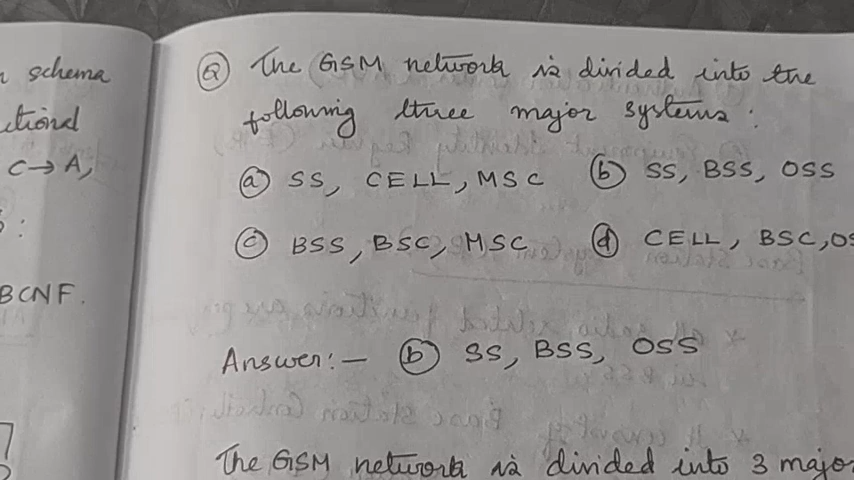 schema
C → A,
BCNF.
Q The GSM network is divided into the
following three major systems:
a SS, CELL, MSC b SS, BSS, OSS
c BSS, BSC, MSC d CELL, BSC,
Answer:— b SS, BSS, OSS
The GSM network is divided into 3 major